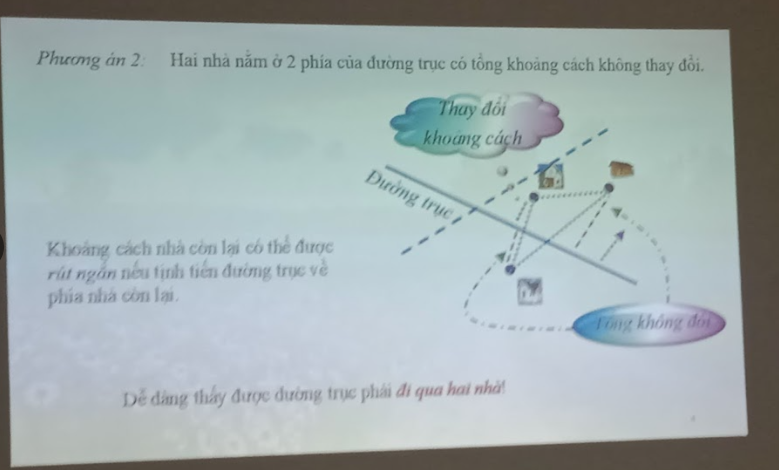 Phương án 2: Hai nhà nằm ở 2 phía của đường trục có tổng khoảng cách không thay đổi.
Thay đổi
khoảng cách
Đường trục
Khoảng cách nhà còn lại có thể được
rút ngắn nếu tịnh tiến đường trục về
phía nhà còn lại.
Tổng không đổi
Dễ dàng thấy được đường trục phải đi qua hai nhà!